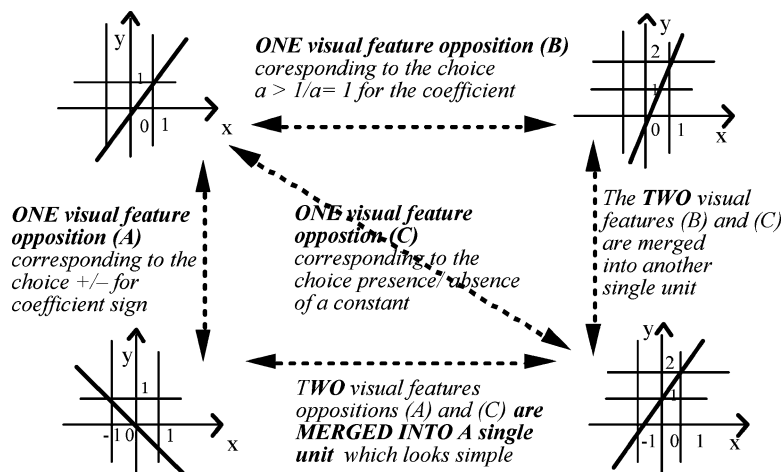 y
1
0
1
x
ONE visual feature opposition (B)
coresponding to the choice
a > 1/a= 1 for the coefficient
y
2
1
0
1
x
ONE visual feature
opposition (A)
corresponding to the
choice +/– for
coefficient sign
ONE visual feature
oppostion (C)
corresponding to the
choice presence/ absence
of a constant
The TWO visual
features (B) and (C)
are merged
into another
single unit
y
1
-1 0
1
x
TWO visual features
oppositions (A) and (C) are
MERGED INTO A single
unit which looks simple
y
2
1
-1
0
1
x